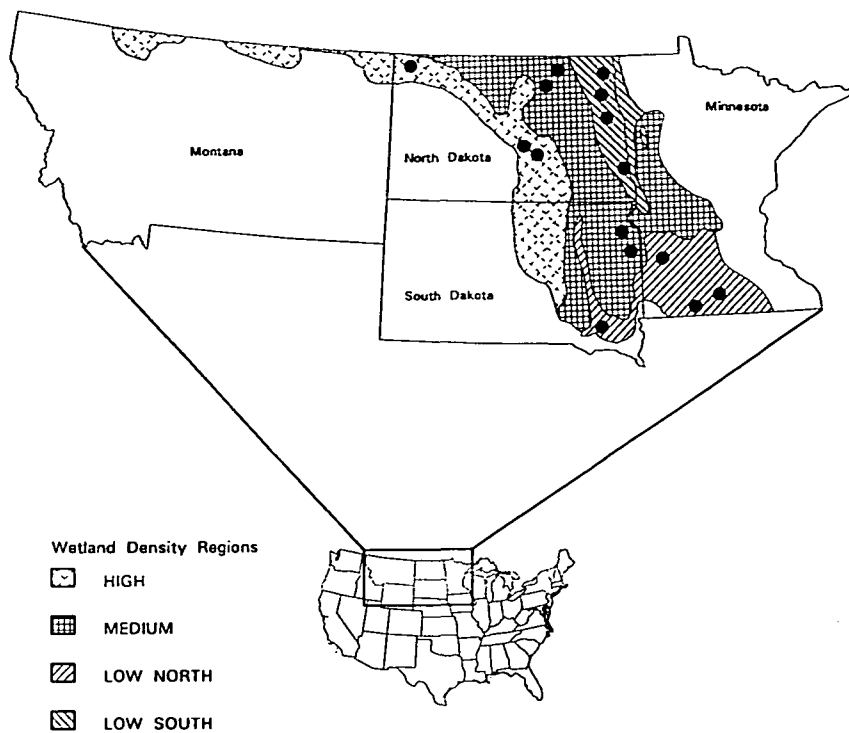 Montana
North Dakota
South Dakota
Minnesota
Wetland Density Regions
HIGH
MEDIUM
LOW NORTH
LOW SOUTH